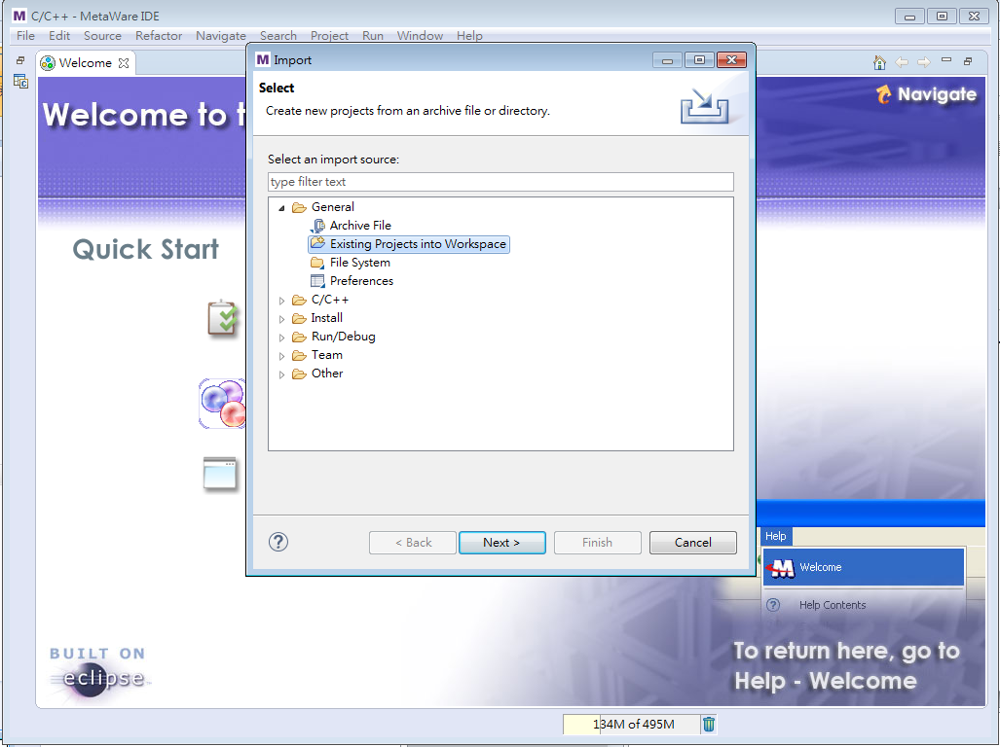 C/C++ - MetaWare IDE
File Edit Source Refactor Navigate Search Project Run Window Help
Welcome
Welcome to t
Navigate
Quick Start
Import
Select
Create new projects from an archive file or directory.
Select an import source:
type filter text
General
Archive File
Existing Projects into Workspace
File System
Preferences
C/C++
Install
Run/Debug
Team
Other
< Back Next > Finish Cancel
Help
Welcome
Help Contents
BUILT ON
eclipse
To return here, go to
Help - Welcome
134M of 495M